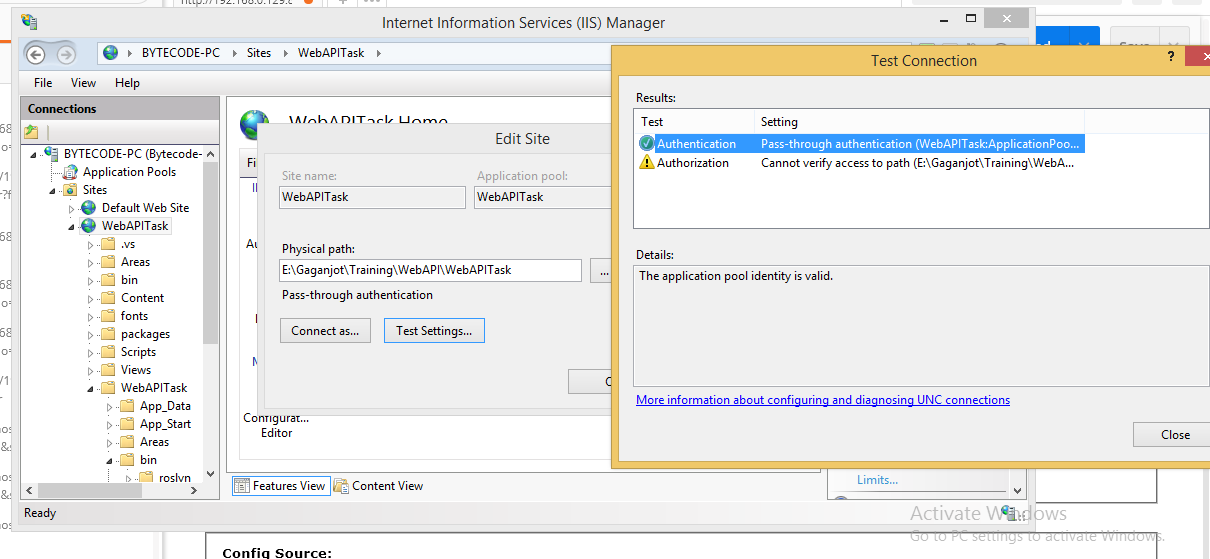 http://192.168.0.129:8
Internet Information Services (IIS) Manager
BYTECODE-PC
Sites
WebAPITask
File
View
Help
Connections
BYTECODE-PC (Bytecode-
Application Pools
Sites
Default Web Site
WebAPITask
.vs
Areas
bin
Content
fonts
packages
Scripts
Views
WebAPITask
App_Data
App_Start
Areas
bin
roslyn
WebAPITask Home
Configurat...
Editor
Features View
Content View
Limits...
Ready
Edit Site
Site name:
Application pool:
WebAPITask
WebAPITask
Physical path:
E:\Gaganjot\Training\WebAPI\WebAPITask
...
Pass-through authentication
Connect as...
Test Settings...
Save
Test Connection
?
Results:
Test
Setting
Authentication
Pass-through authentication (WebAPITask:ApplicationPoo...
Authorization
Cannot verify access to path (E:\Gaganjot\Training\WebA...
Details:
The application pool identity is valid.
More information about configuring and diagnosing UNC connections
Close
Activate Windows
Go to PC settings to activate Windows.
Config Source: